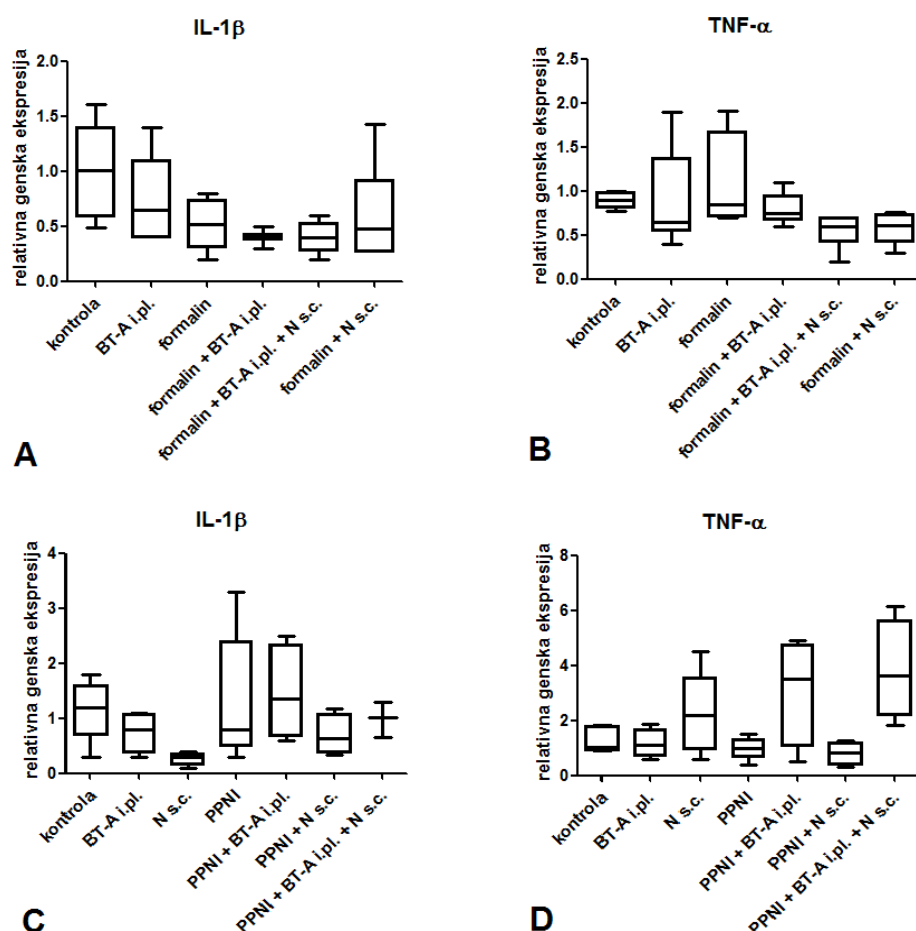 IL-1β
relativna genska ekspresija
2.0
1.5
1.0
0.5
0.0
kontrola
BT-A i.pl.
formalin
formalin + BT-A i.pl.
formalin + BT-A i.pl. + N s.c.
formalin + N s.c.
A
TNF-α
relativna genska ekspresija
2.5
2.0
1.5
1.0
0.5
0.0
kontrola
BT-A i.pl.
formalin
formalin + BT-A i.pl.
formalin + BT-A i.pl. + N s.c.
formalin + N s.c.
B
IL-1β
relativna genska ekspresija
4
3
2
1
0
kontrola
BT-A i.pl.
N s.c.
PPNI
PPNI + BT-A i.pl.
PPNI + N s.c.
PPNI + BT-A i.pl. + N s.c.
C
TNF-α
relativna genska ekspresija
8
6
4
2
0
kontrola
BT-A i.pl.
N s.c.
PPNI
PPNI + BT-A i.pl.
PPNI + N s.c.
PPNI + BT-A i.pl. + N s.c.
D